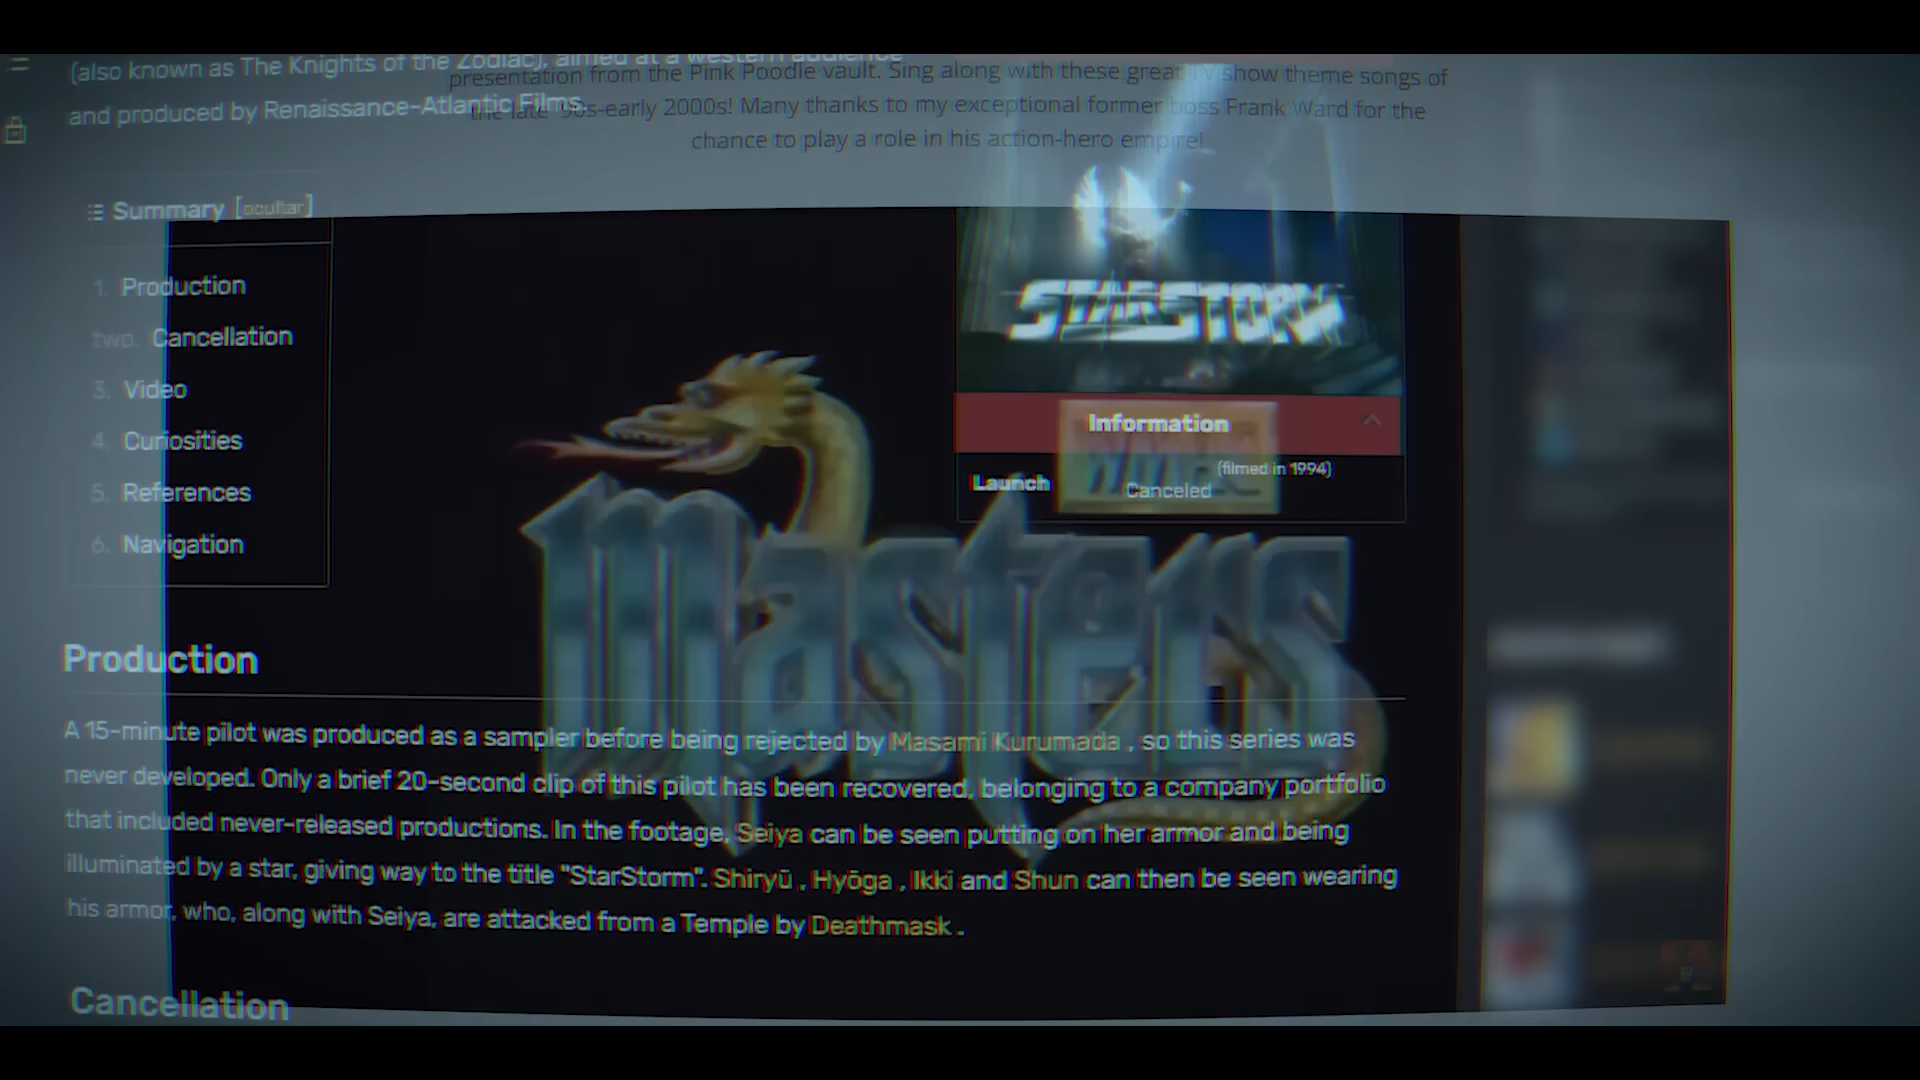 (also known as The Knights of the Zodiac), aimed at a western audience
and produced by Renaissance-Atlantic Films.
presentation from the Pink Poodle vault. Sing along with these great TV show theme songs of
the late '90s-early 2000s! Many thanks to my exceptional former boss Frank Ward for the
chance to play a role in his action-hero empire!
Summary [ocultar]
1. Production
two. Cancellation
3. Video
4. Curiosities
5. References
6. Navigation
STARSTORM
Information
Launch
(filmed in 1994)
Canceled
Masters
Production
A 15-minute pilot was produced as a sampler before being rejected by Masami Kurumada , so this series was
never developed. Only a brief 20-second clip of this pilot has been recovered, belonging to a company portfolio
that included never-released productions. In the footage, Seiya can be seen putting on her armor and being
illuminated by a star, giving way to the title "StarStorm". Shiryū , Hyōga , Ikki and Shun can then be seen wearing
his armor, who, along with Seiya, are attacked from a Temple by Deathmask .
Cancellation